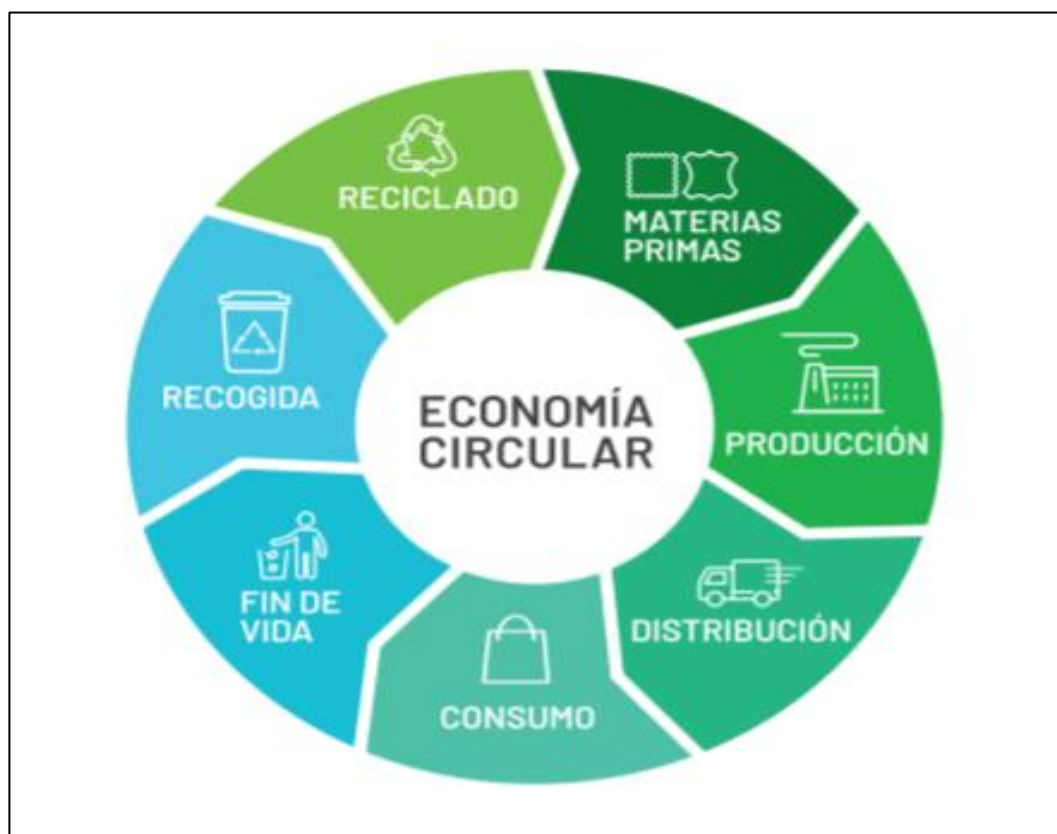 ECONOMÍA
CIRCULAR
MATERIAS
PRIMAS
PRODUCCIÓN
DISTRIBUCIÓN
CONSUMO
FIN DE
VIDA
RECOGIDA
RECICLADO